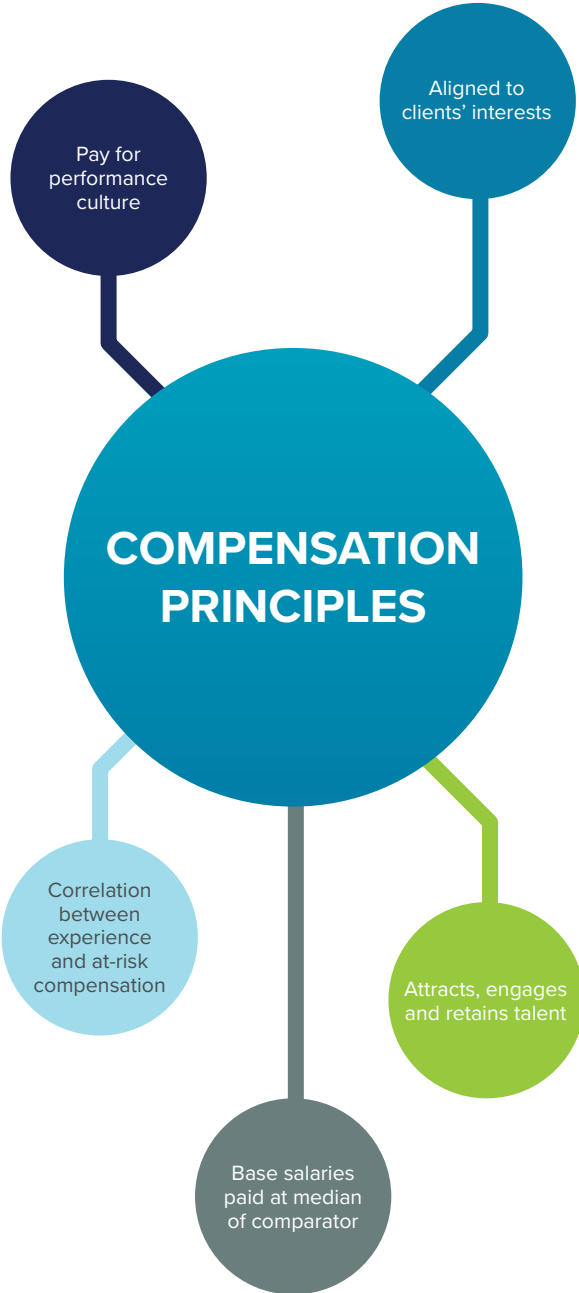 Aligned to
clients’ interests
Pay for
performance
culture
COMPENSATION
PRINCIPLES
Correlation
between
experience
and at-risk
compensation
Attracts, engages
and retains talent
Base salaries
paid at median
of comparator